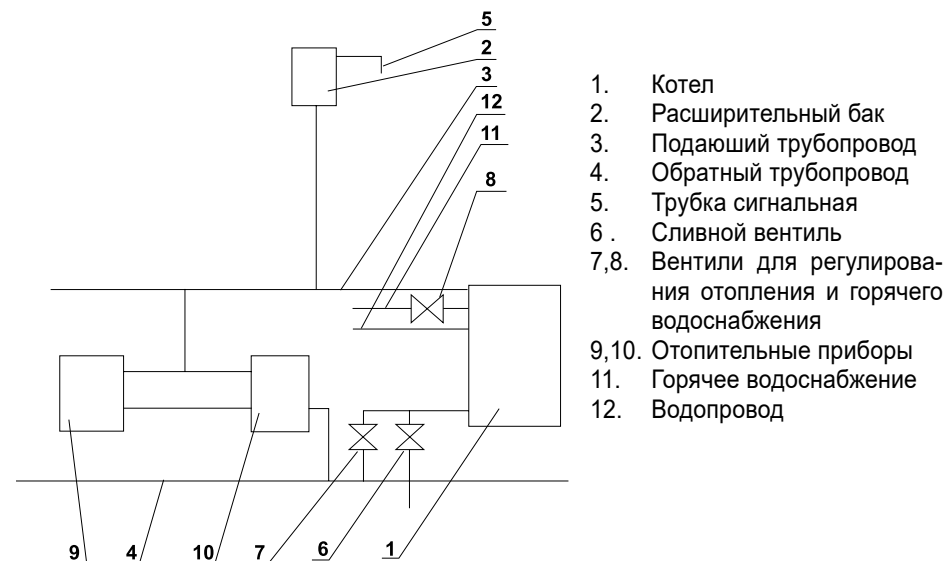 5
2
3
12
11
8
9
4
10
7
6
1
1. Котел
2. Расширительный бак
3. Подаюший трубопровод
4. Обратный трубопровод
5. Трубка сигнальная
6 . Сливной вентиль
7,8. Вентили для регулирова-
ния отопления и горячего
водоснабжения
9,10. Отопительные приборы
11. Горячее водоснабжение
12. Водопровод